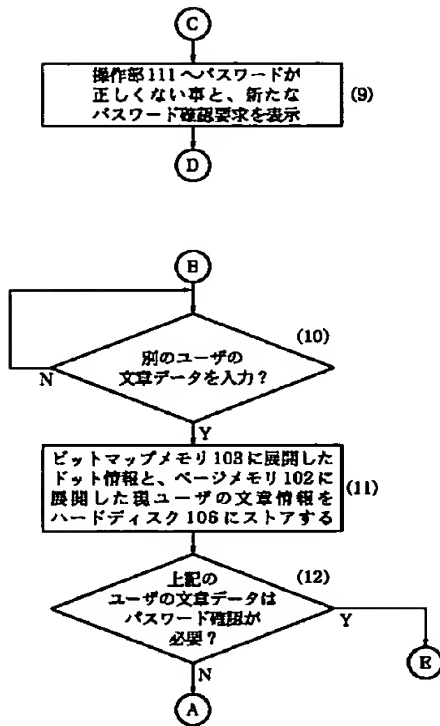 C
操作部111へパスワードが
正しくない事と、新たな
パスワード確認要求を表示
(9)
D
B
(10)
別のユーザの
文章データを入力？
N
Y
ビットマップメモリ103に展開した
ドット情報と、ページメモリ102に
展開した現ユーザの文章情報を
ハードディスク106にストアする
(11)
(12)
上記の
ユーザの文章データは
パスワード確認が
必要？
Y
E
N
A